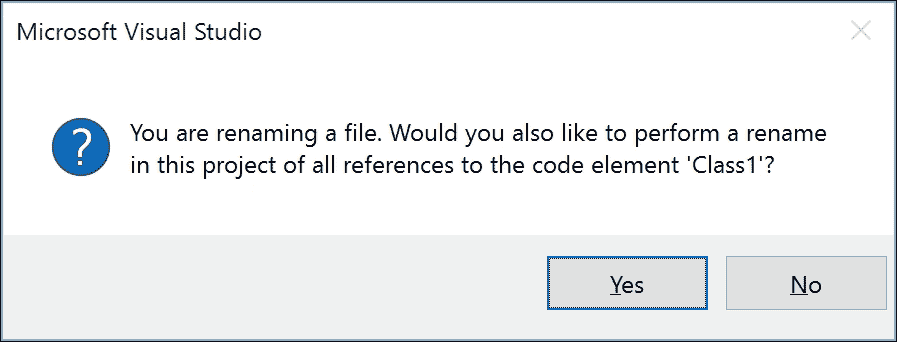 Microsoft Visual Studio
?
You are renaming a file. Would you also like to perform a rename
in this project of all references to the code element 'Class1'?
Yes
No